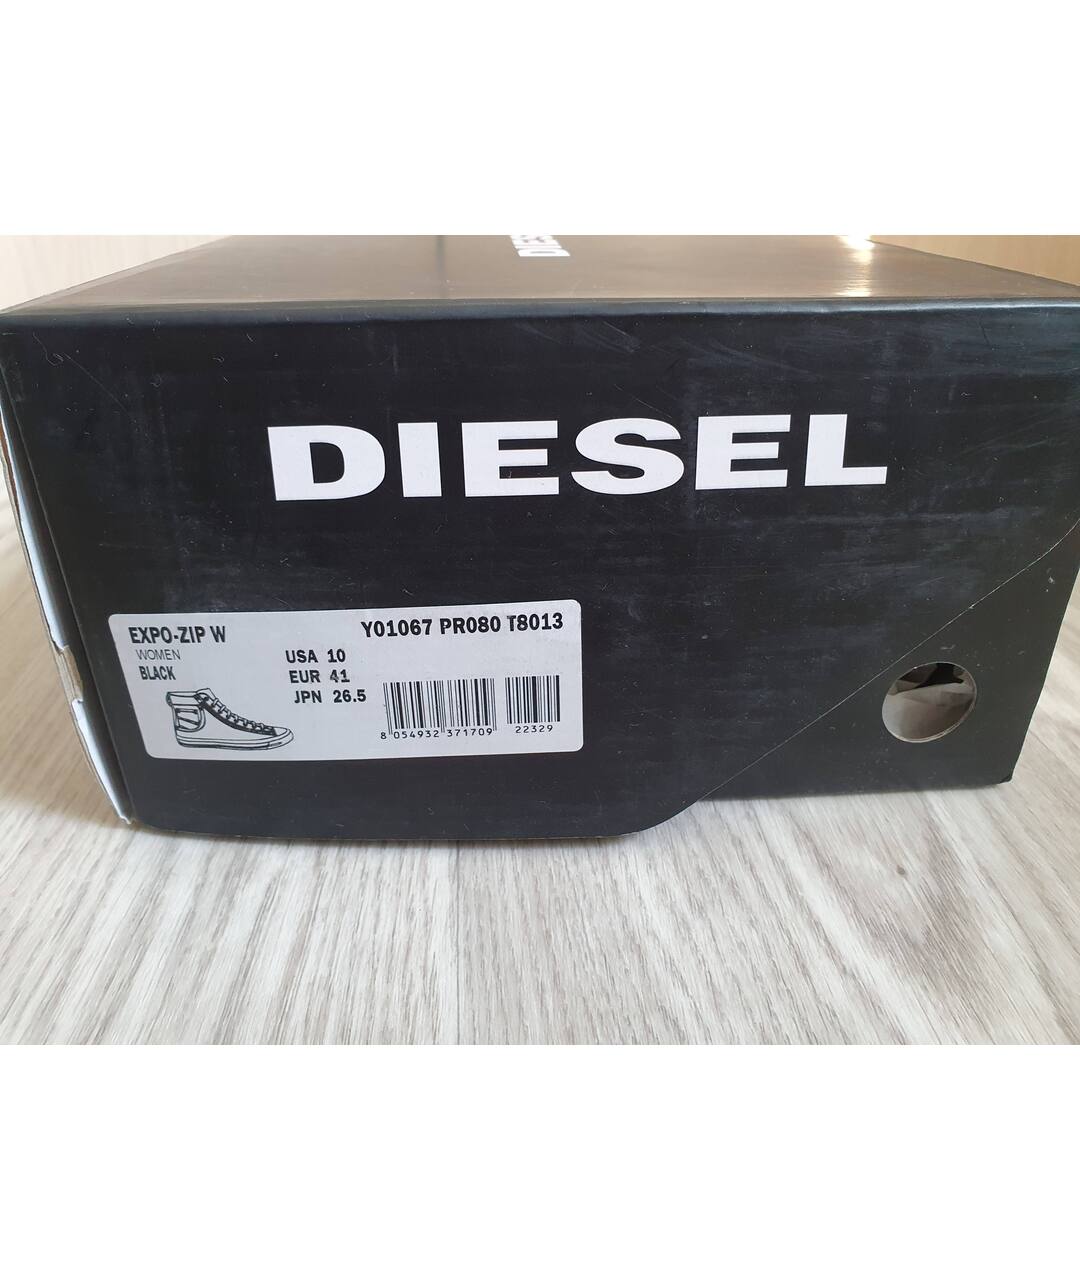 DIES
DIESEL
EXPO-ZIP W
Y01067 PR080 T8013
WOMEN
BLACK
USA 10
EUR 41
JPN 26.5
8 054932 371709
22329